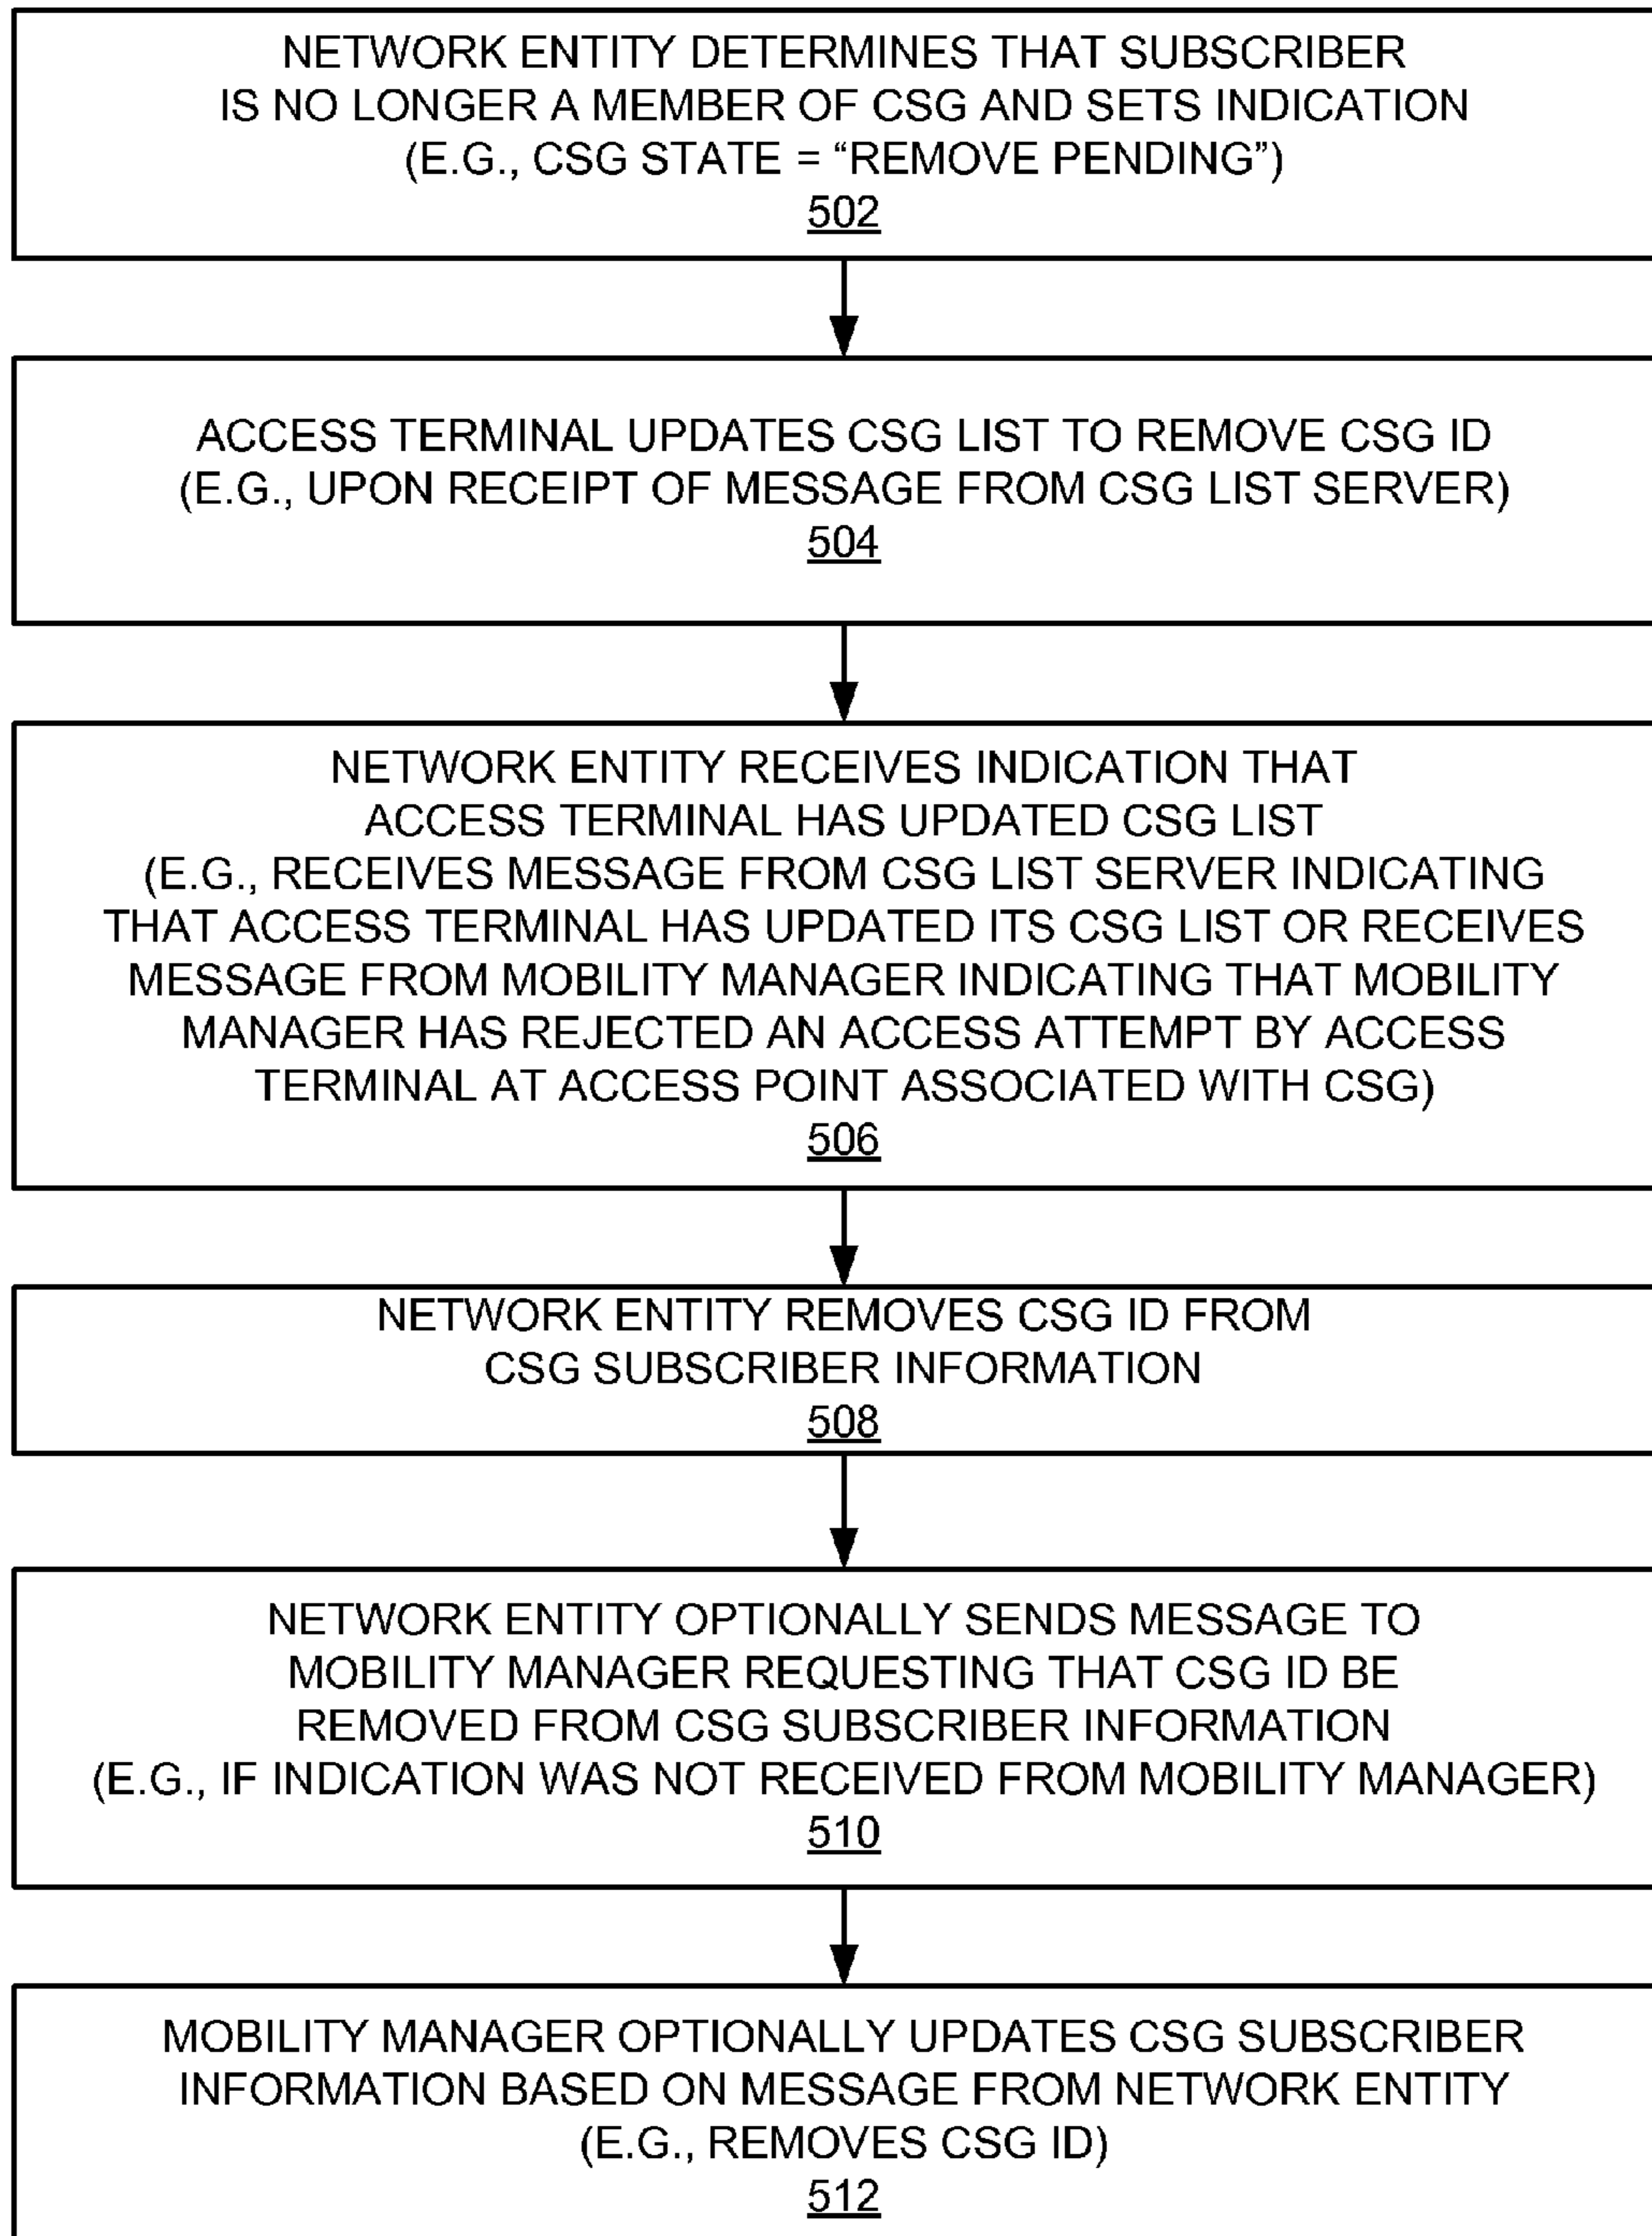 NETWORK ENTITY DETERMINES THAT SUBSCRIBER
IS NO LONGER A MEMBER OF CSG AND SETS INDICATION
(E.G., CSG STATE = “REMOVE PENDING”)
502
ACCESS TERMINAL UPDATES CSG LIST TO REMOVE CSG ID
(E.G., UPON RECEIPT OF MESSAGE FROM CSG LIST SERVER)
504
NETWORK ENTITY RECEIVES INDICATION THAT
ACCESS TERMINAL HAS UPDATED CSG LIST
(E.G., RECEIVES MESSAGE FROM CSG LIST SERVER INDICATING
THAT ACCESS TERMINAL HAS UPDATED ITS CSG LIST OR RECEIVES
MESSAGE FROM MOBILITY MANAGER INDICATING THAT MOBILITY
MANAGER HAS REJECTED AN ACCESS ATTEMPT BY ACCESS
TERMINAL AT ACCESS POINT ASSOCIATED WITH CSG)
506
NETWORK ENTITY REMOVES CSG ID FROM
CSG SUBSCRIBER INFORMATION
508
NETWORK ENTITY OPTIONALLY SENDS MESSAGE TO
MOBILITY MANAGER REQUESTING THAT CSG ID BE
REMOVED FROM CSG SUBSCRIBER INFORMATION
(E.G., IF INDICATION WAS NOT RECEIVED FROM MOBILITY MANAGER)
510
MOBILITY MANAGER OPTIONALLY UPDATES CSG SUBSCRIBER
INFORMATION BASED ON MESSAGE FROM NETWORK ENTITY
(E.G., REMOVES CSG ID)
512